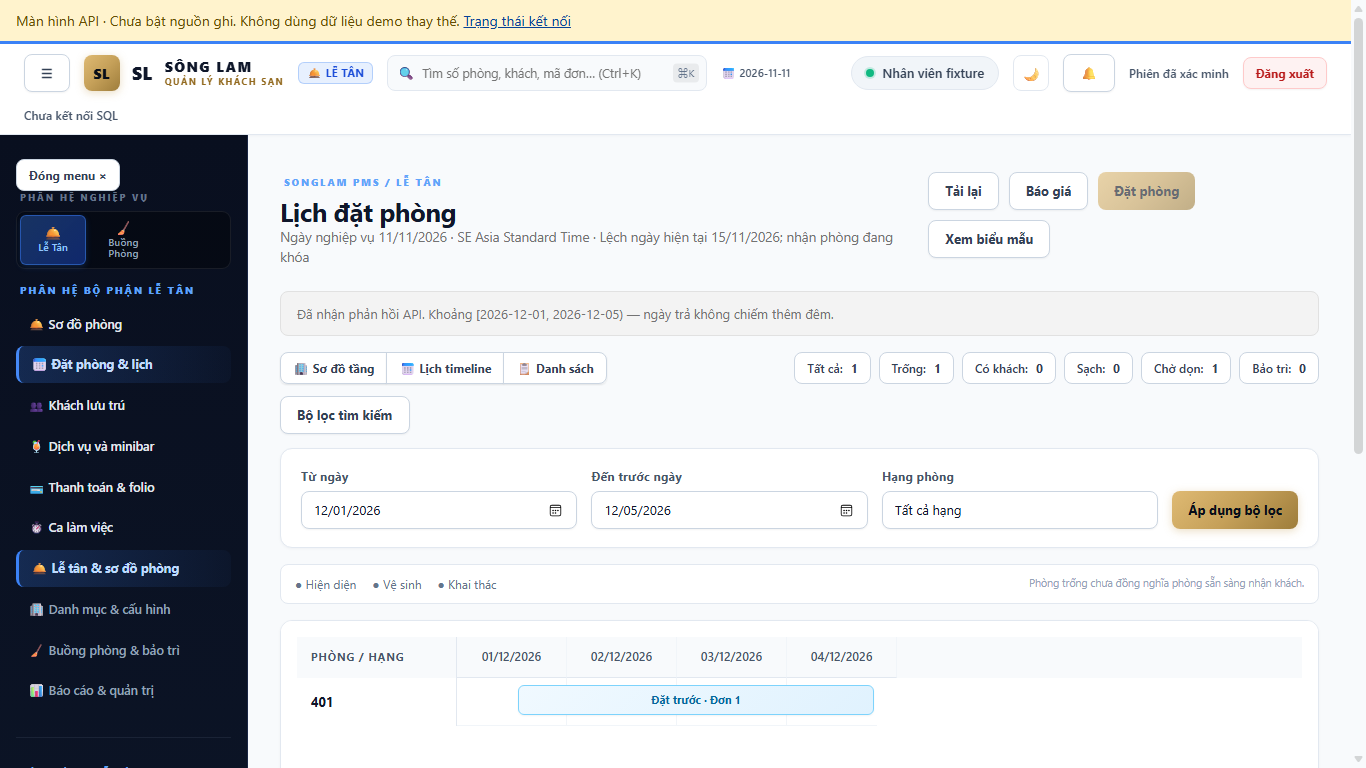 Màn hình API · Chưa bật nguồn ghi. Không dùng dữ liệu demo thay thế. Trạng thái kết nối
☰
SL
SL
SÔNG LAM
QUẢN LÝ KHÁCH SẠN
LỄ TÂN
Tìm số phòng, khách, mã đơn... (Ctrl+K)
⌘K
2026-11-11
Nhân viên fixture
Phiên đã xác minh
Đăng xuất
Chưa kết nối SQL
Đóng menu ×
PHÂN HỆ NGHIỆP VỤ
Lễ Tân
Buồng Phòng
PHÂN HỆ BỘ PHẬN LỄ TÂN
Sơ đồ phòng
Đặt phòng & lịch
Khách lưu trú
Dịch vụ và minibar
Thanh toán & folio
Ca làm việc
Lễ tân & sơ đồ phòng
Danh mục & cấu hình
Buồng phòng & bảo trì
Báo cáo & quản trị
SONGLAM PMS / LỄ TÂN
Lịch đặt phòng
Ngày nghiệp vụ 11/11/2026 · SE Asia Standard Time · Lệch ngày hiện tại 15/11/2026; nhận phòng đang
khóa
Tải lại
Báo giá
Đặt phòng
Xem biểu mẫu
Đã nhận phản hồi API. Khoảng [2026-12-01, 2026-12-05) — ngày trả không chiếm thêm đêm.
Sơ đồ tầng
Lịch timeline
Danh sách
Tất cả: 1
Trống: 1
Có khách: 0
Sạch: 0
Chờ dọn: 1
Bảo trì: 0
Bộ lọc tìm kiếm
Từ ngày
Đến trước ngày
Hạng phòng
12/01/2026
12/05/2026
Tất cả hạng
Áp dụng bộ lọc
● Hiện diện
● Vệ sinh
● Khai thác
Phòng trống chưa đồng nghĩa phòng sẵn sàng nhận khách.
PHÒNG / HẠNG
01/12/2026
02/12/2026
03/12/2026
04/12/2026
401
Đặt trước · Đơn 1